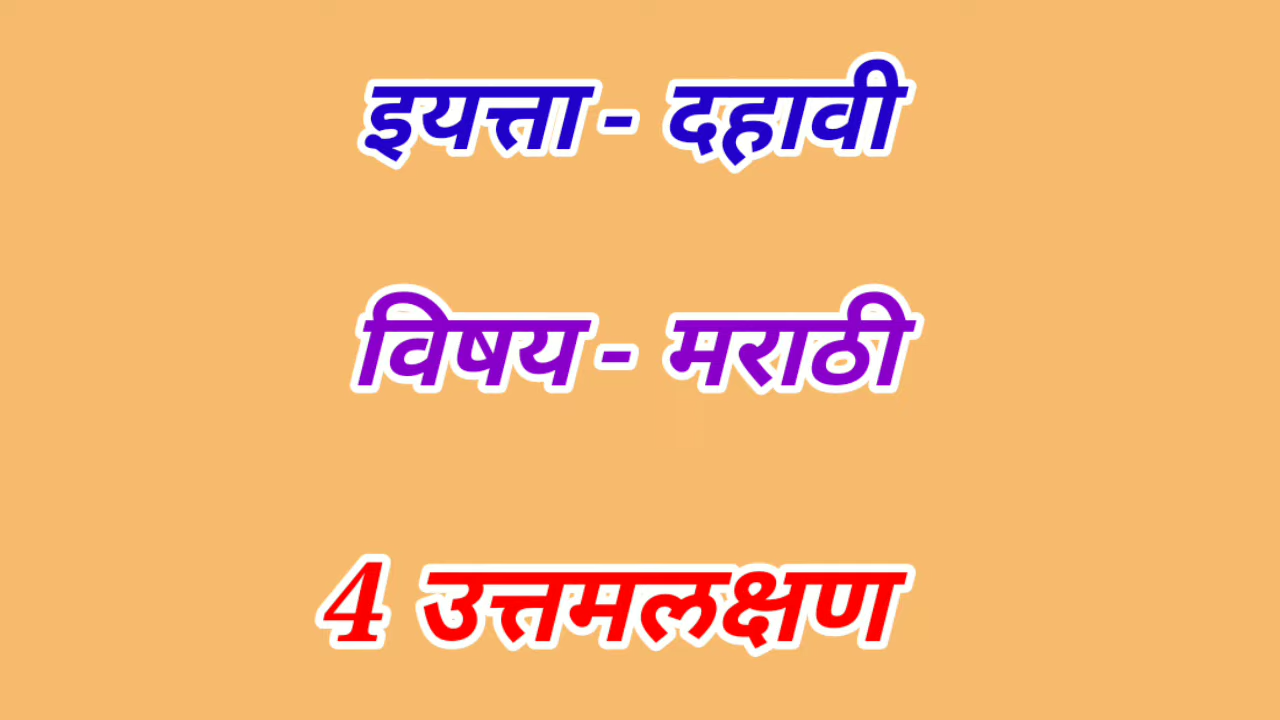 इयत्ता - दहावी
विषय - मराठी
4 उत्तमलक्षण